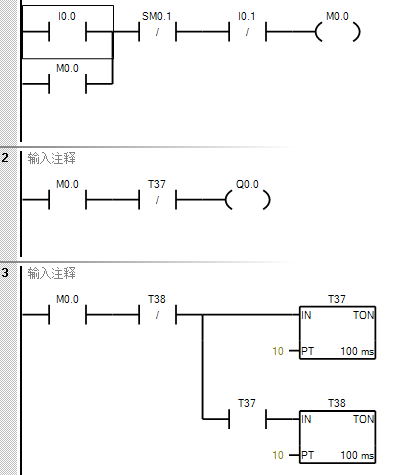 I0.0 SM0.1 I0.1 M0.0
/ /
M0.0
2 输入注释
M0.0 T37 Q0.0
/
3 输入注释
M0.0 T38 T37
/
IN TON
10 PT 100 ms
T37 T38
IN TON
10 PT 100 ms